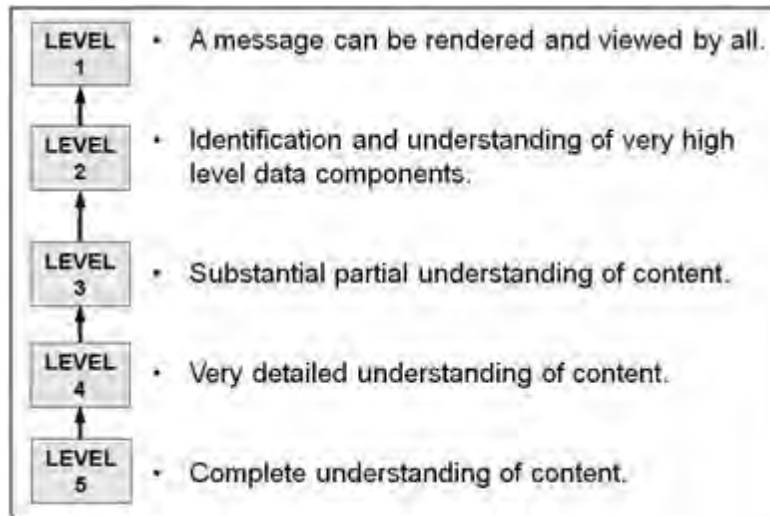 LEVEL
1
• A message can be rendered and viewed by all.
LEVEL
2
• Identification and understanding of very high
level data components.
LEVEL
3
• Substantial partial understanding of content.
LEVEL
4
• Very detailed understanding of content.
LEVEL
5
• Complete understanding of content.